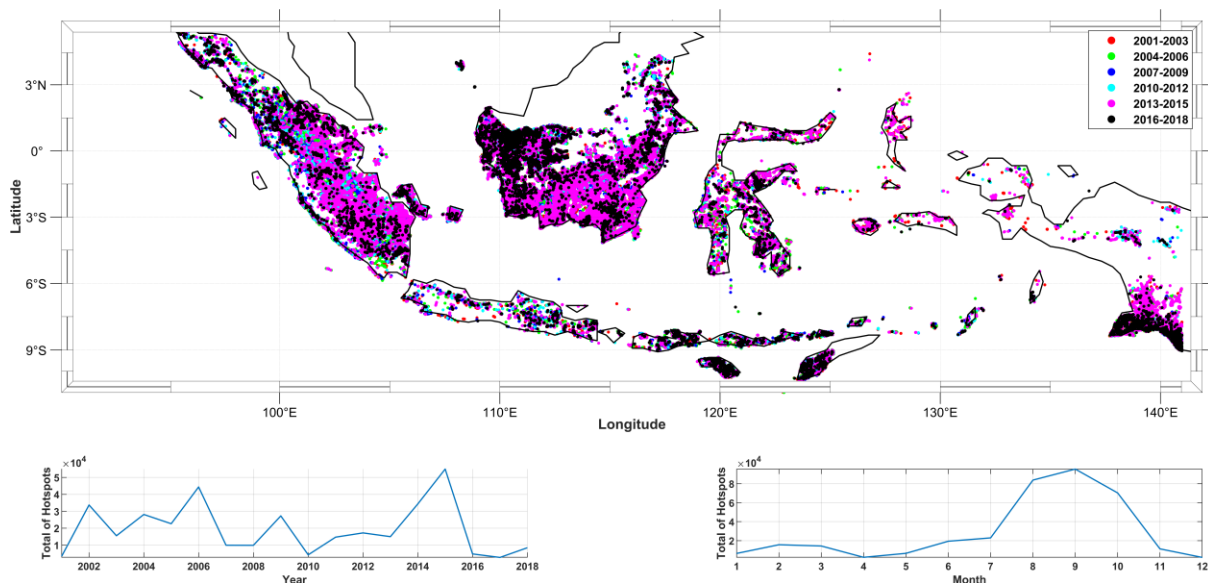 2001-2003
2004-2006
2007-2009
2010-2012
2013-2015
2016-2018
3°N
0°
3°S
6°S
9°S
Latitude
100°E
110°E
120°E
130°E
140°E
Longitude
×10⁴
5
4
3
2
1
Total of Hotspots
2002
2004
2006
2008
2010
2012
2014
2016
2018
Year
×10⁴
8
6
4
2
Total of Hotspots
1
2
3
4
5
6
7
8
9
10
11
12
Month